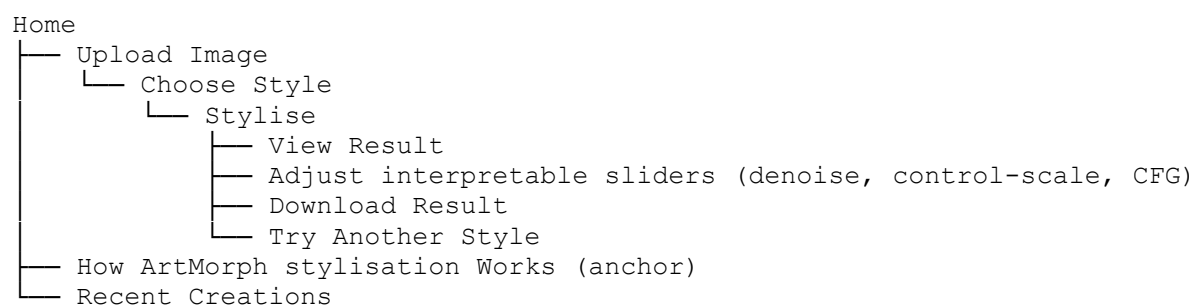 Home
├── Upload Image
│   └── Choose Style
│       └── Stylise
│           ├── View Result
│           ├── Adjust interpretable sliders (denoise, control-scale, CFG)
│           ├── Download Result
│           └── Try Another Style
├── How ArtMorph stylisation Works (anchor)
└── Recent Creations